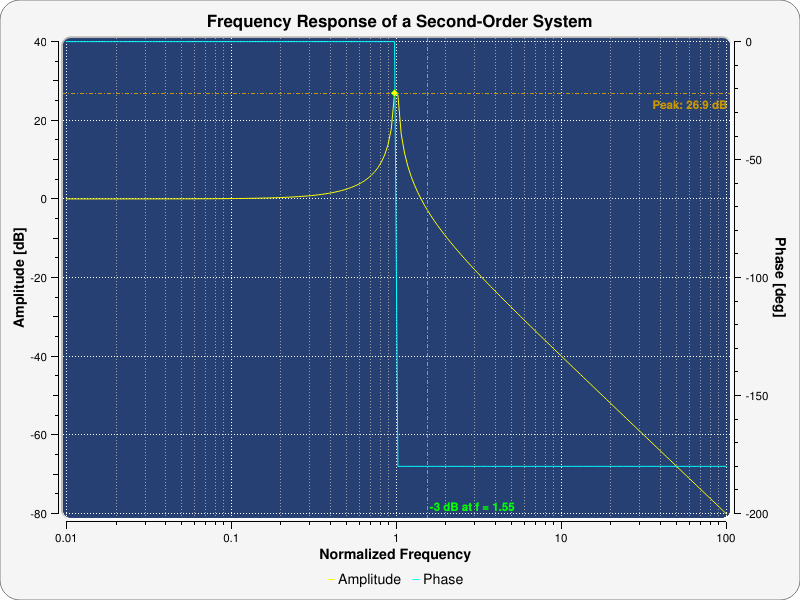 Frequency Response of a Second-Order System
40
20
0
-20
-40
-60
-80
Amplitude [dB]
0
-50
-100
-150
-200
Phase [deg]
Peak: 26.9 dB
-3 dB at f = 1.55
0.01
0.1
1
10
100
Normalized Frequency
Amplitude
Phase